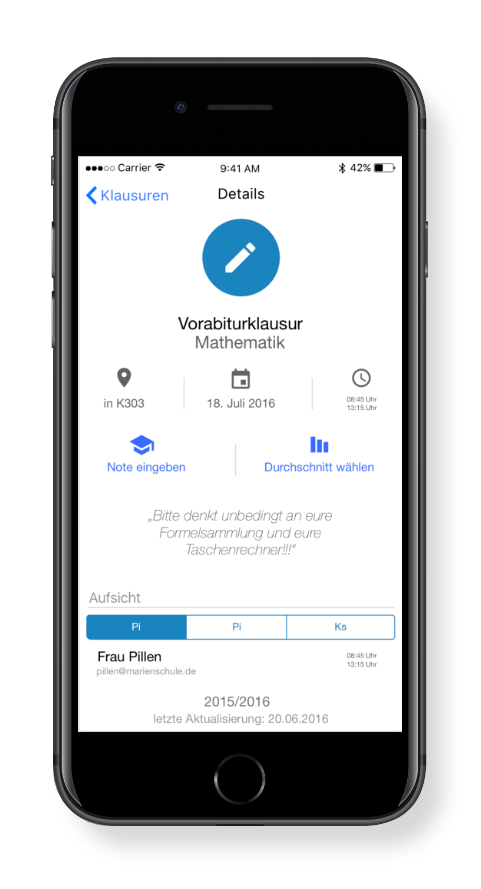 Carrier 9:41 AM 42%
Klausuren Details
Vorabiturklausur
Mathematik
in K303
18. Juli 2016
08:45 Uhr
13:15 Uhr
Note eingeben
Durchschnitt wählen
„Bitte denkt unbedingt an eure
Formelsammlung und eure
Taschenrechner!!!“
Aufsicht
Pi Pi Ks
Frau Pillen
pillen@marienschule.de
08:45 Uhr
13:15 Uhr
2015/2016
letzte Aktualisierung: 20.06.2016